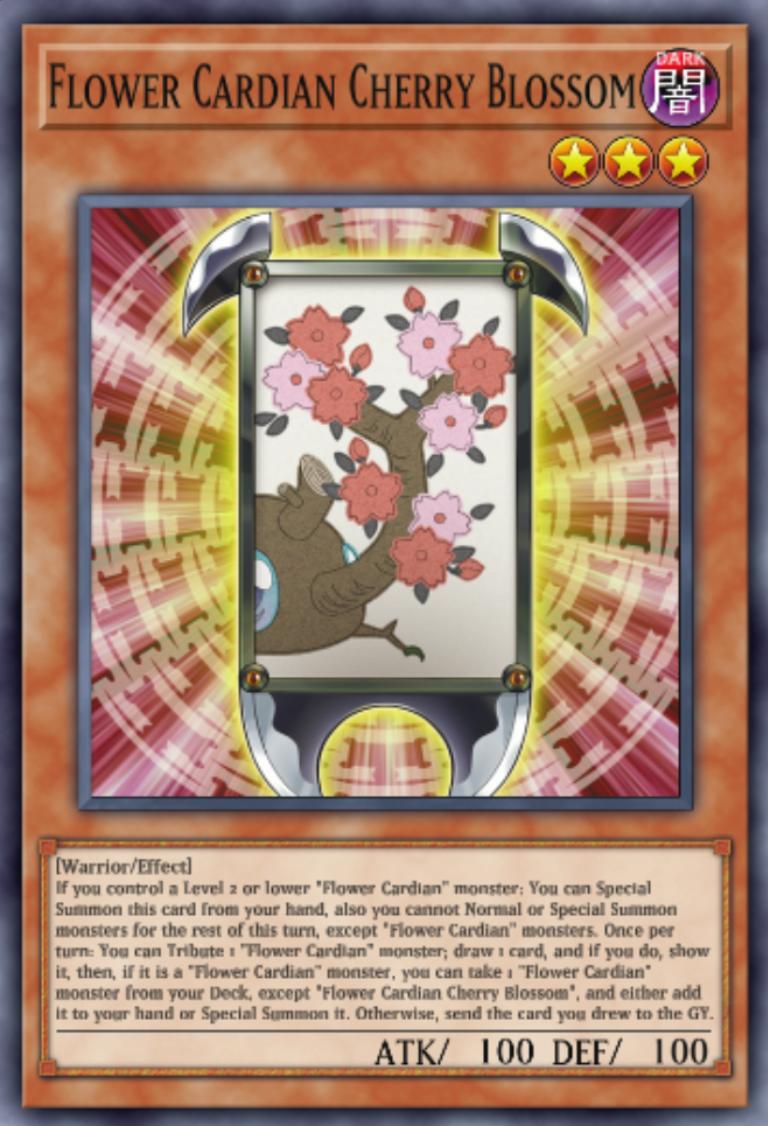 FLOWER CARDIAN CHERRY BLOSSOM
DARK
闇
[Warrior/Effect]
If you control a Level 2 or lower "Flower Cardian" monster: You can Special
Summon this card from your hand, also you cannot Normal or Special Summon
monsters for the rest of this turn, except "Flower Cardian" monsters. Once per
turn: You can Tribute 1 "Flower Cardian" monster; draw 1 card, and if you do, show
it, then, if it is a "Flower Cardian" monster, you can take 1 "Flower Cardian"
monster from your Deck, except "Flower Cardian Cherry Blossom", and either add
it to your hand or Special Summon it. Otherwise, send the card you drew to the GY.
ATK/ 100 DEF/ 100